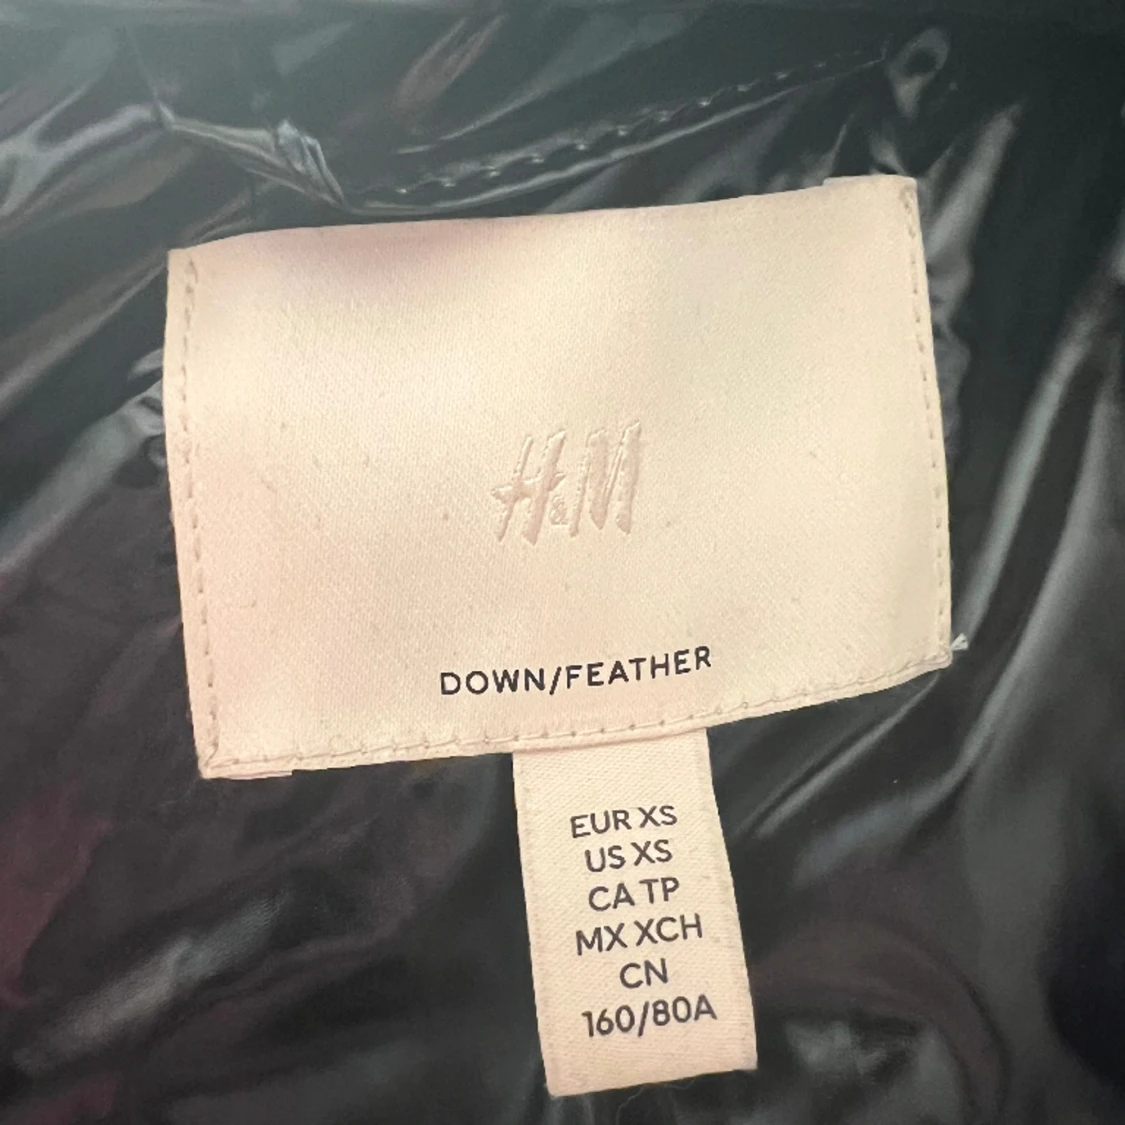 H&M
DOWN/FEATHER
EUR XS
US XS
CA TP
MX XCH
CN
160/80A